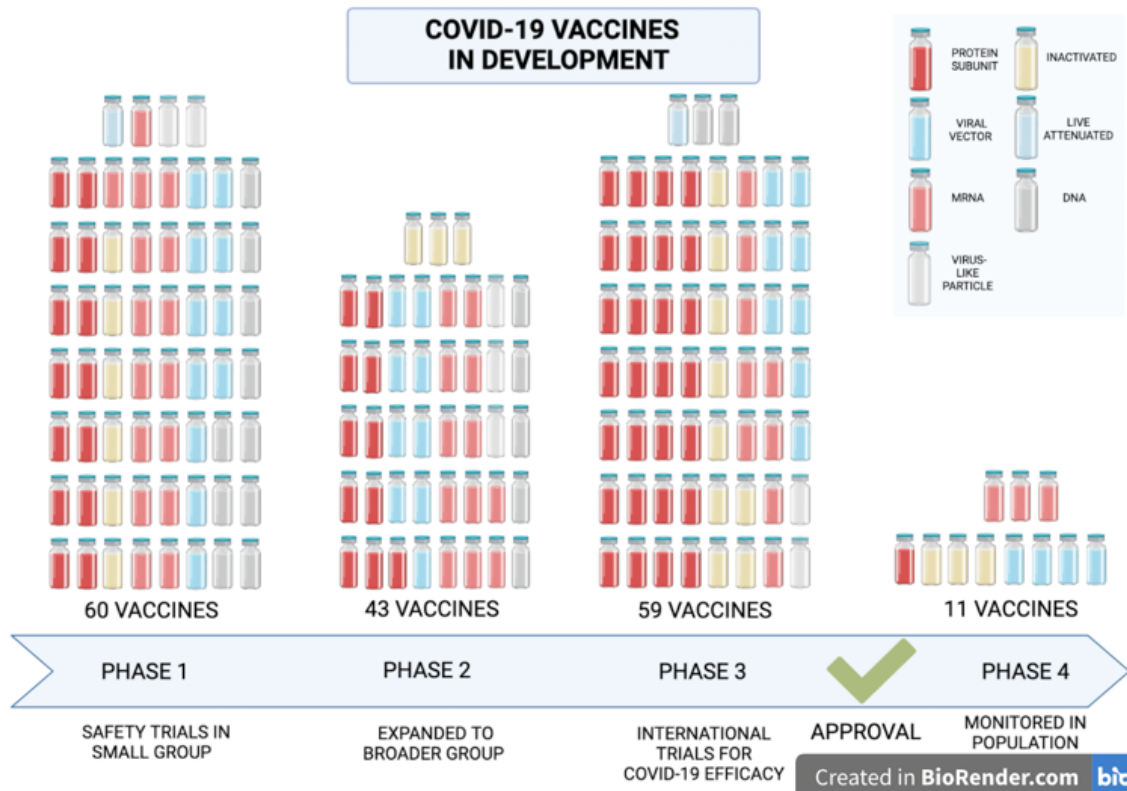 COVID-19 VACCINES
IN DEVELOPMENT
PROTEIN
SUBUNIT
INACTIVATED
VIRAL
VECTOR
LIVE
ATTENUATED
MRNA
DNA
VIRUS-
LIKE
PARTICLE
60 VACCINES
43 VACCINES
59 VACCINES
11 VACCINES
PHASE 1
PHASE 2
PHASE 3
PHASE 4
SAFETY TRIALS IN
SMALL GROUP
EXPANDED TO
BROADER GROUP
INTERNATIONAL
TRIALS FOR
COVID-19 EFFICACY
APPROVAL
MONITORED IN
POPULATION
Created in BioRender.com
bio